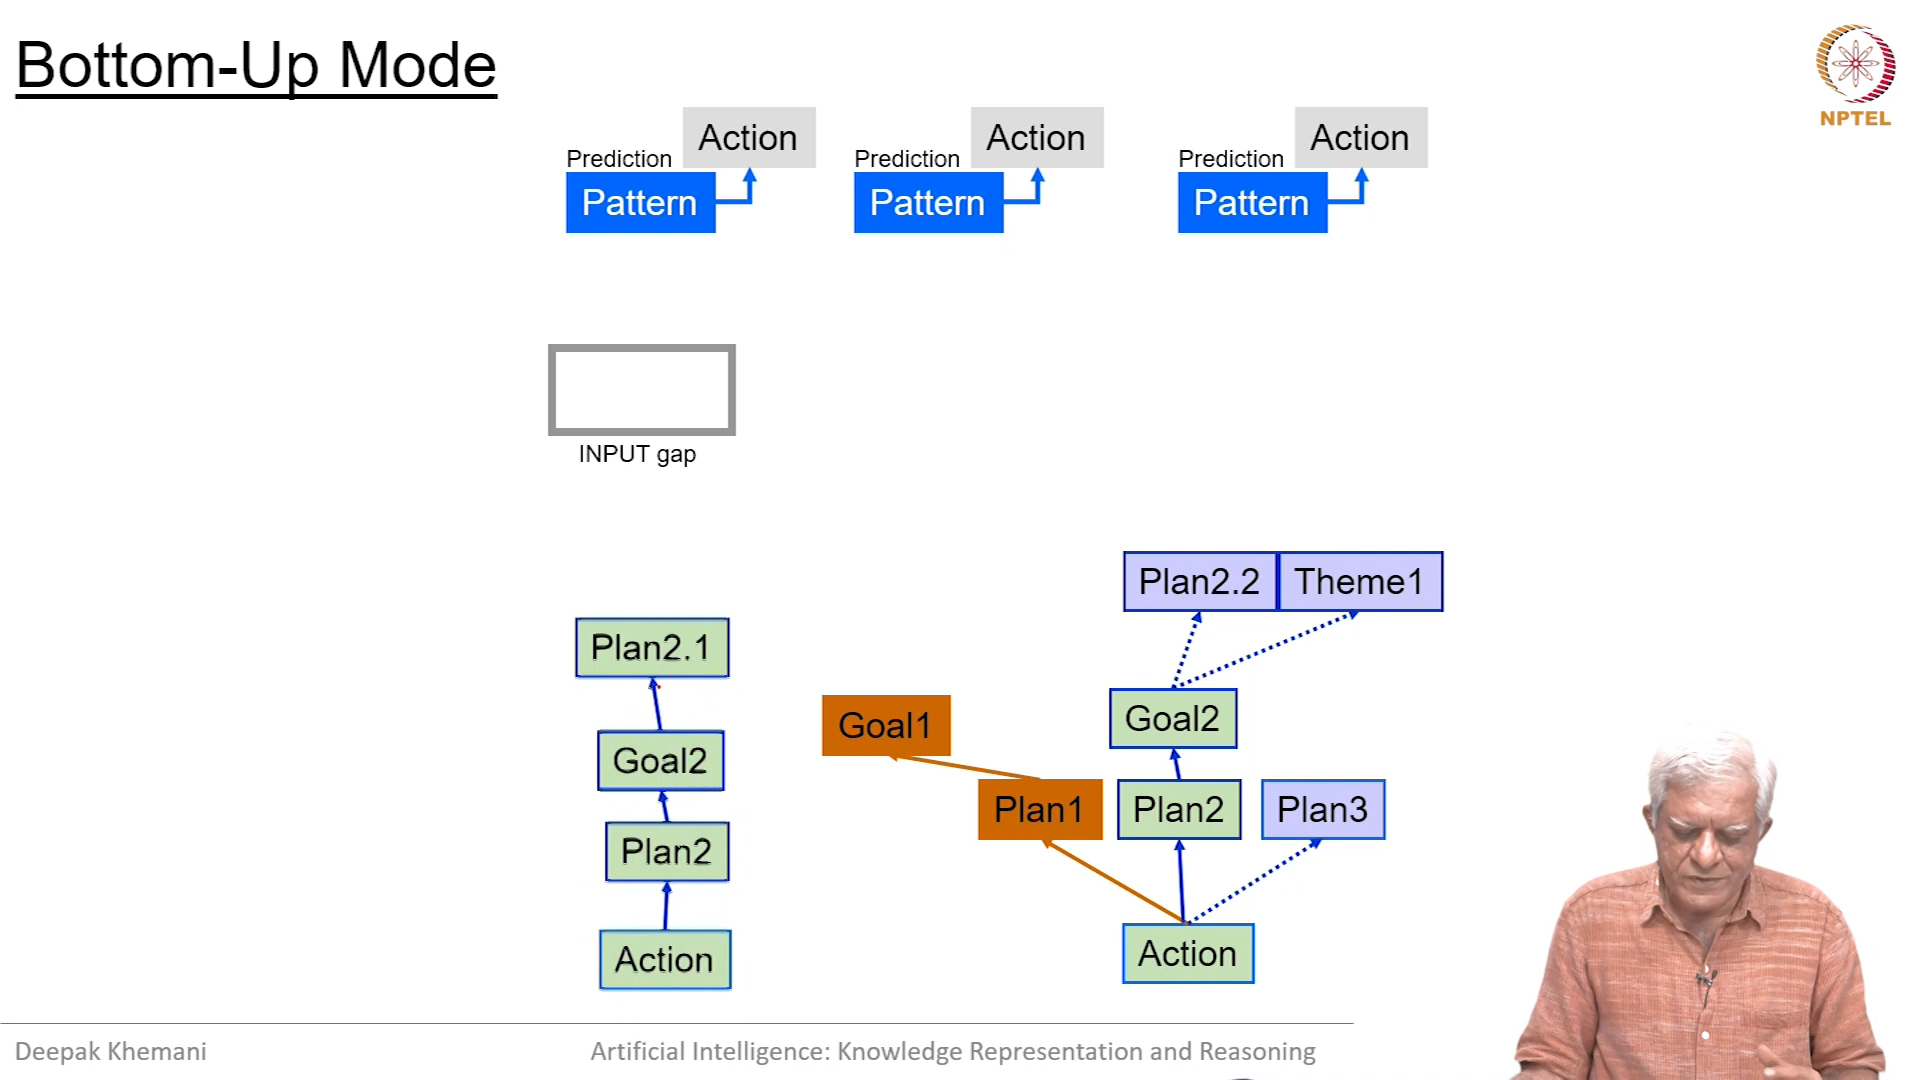 Bottom-Up Mode
NPTEL
Prediction
Action
Pattern
Prediction
Action
Pattern
Prediction
Action
Pattern
INPUT gap
Plan2.1
Goal2
Plan2
Action
Plan2.2
Theme1
Goal1
Goal2
Plan1
Plan2
Plan3
Action
Deepak Khemani
Artificial Intelligence: Knowledge Representation and Reasoning